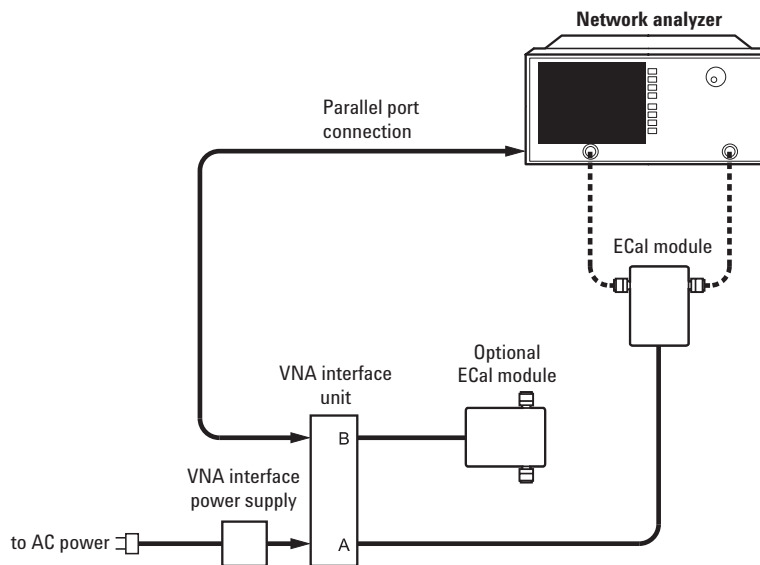 Network analyzer
Parallel port
connection
ECal module
Optional
ECal module
VNA interface
unit
B
VNA interface
power supply
to AC power
A